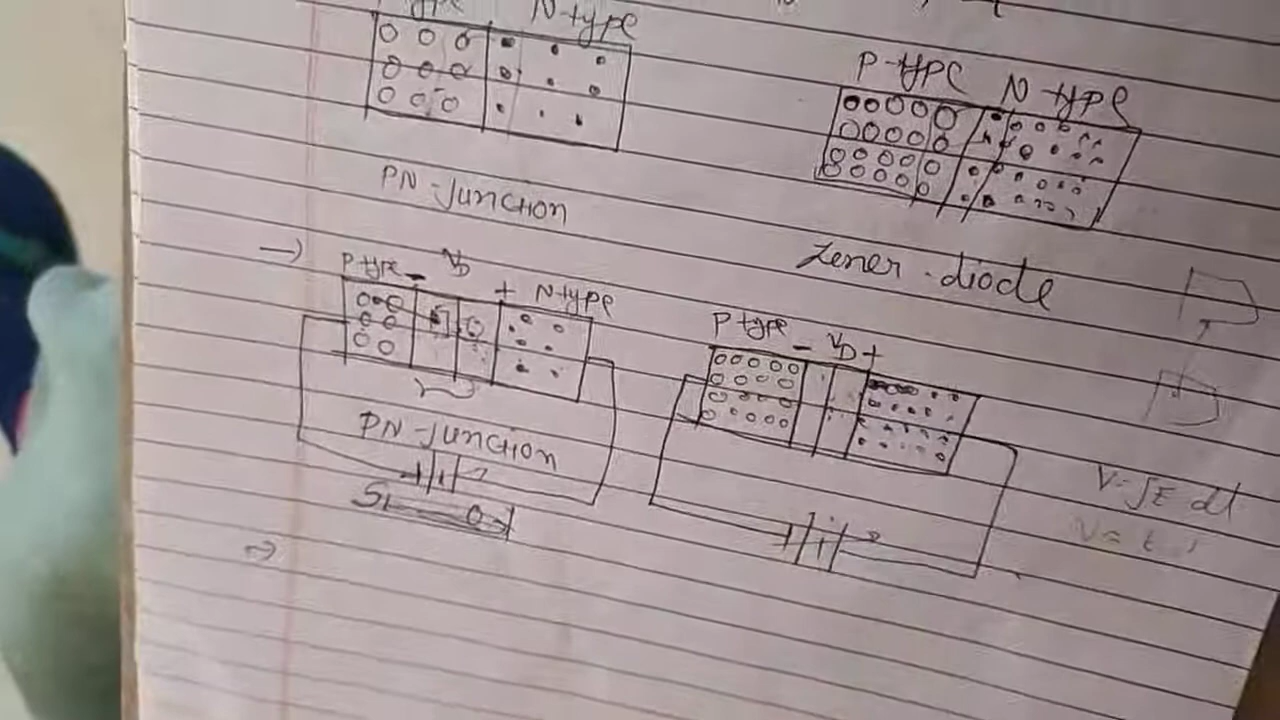 N-type
P-type N-type
PN-Junction
Zener-diode
→ P type - VD + N-type
P type - VD +
PN-Junction
V=∫E dl
⇒